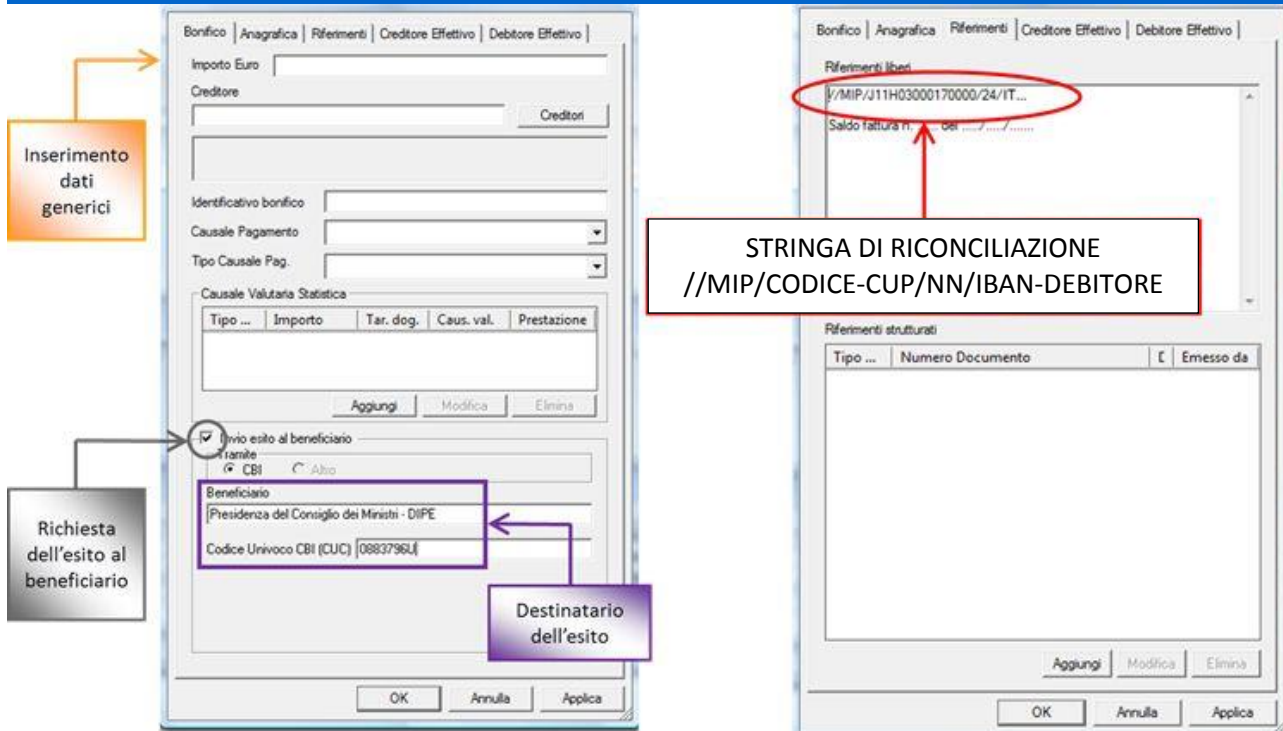 Bonifico Anagrafica Riferimenti Creditore Effettivo Debitore Effettivo
Importo Euro
Creditore
Creditori
Identificativo bonifico
Causale Pagamento
Tipo Causale Pag.
Causale Valutaria Statistica
Tipo ... Importo Tar. dog. Caus. val. Prestazione
Aggiungi Modifica Elimina
Invio esito al beneficiario
Tramite
CBI Altro
Beneficiario
Presidenza del Consiglio dei Ministri - DIPE
Codice Univoco CBI (CUC) 0883796U
OK Annulla Applica
Inserimento
dati
generici
Richiesta
dell'esito al
beneficiario
Destinatario
dell'esito
Bonifico Anagrafica Riferimenti Creditore Effettivo Debitore Effettivo
Riferimenti liberi
//MIP/J11H03000170000/24/IT...
Saldo fattura n. ..... del ...../...../......
STRINGA DI RICONCILIAZIONE
//MIP/CODICE-CUP/NN/IBAN-DEBITORE
Riferimenti strutturati
Tipo ... Numero Documento Emesso da
Aggiungi Modifica Elimina
OK Annulla Applica